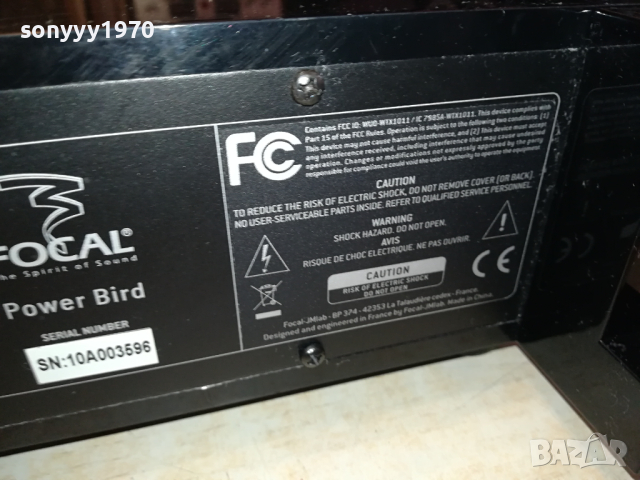 sonyyy1970
FOCAL®
The Spirit of Sound
Power Bird
SERIAL NUMBER
SN:10A003596
FC
Contains FCC ID: WUO-WTX1011 / IC 7985A-WTX1011. This device complies with
Part 15 of the FCC Rules. Operation is subject to the following conditions (1)
This device may not cause harmful interference, and (2) This device must accept
any interference received, including interference that may cause undesired
operation. Changes or modifications not expressly approved by the party
responsible for compliance could void the user's authority to operate the equipment
CAUTION
TO REDUCE THE RISK OF ELECTRIC SHOCK, DO NOT REMOVE COVER (OR BACK).
NO USER-SERVICEABLE PARTS INSIDE. REFER TO QUALIFIED SERVICE PERSONNEL.
WARNING
SHOCK HAZARD. DO NOT OPEN.
AVIS
RISQUE DE CHOC ELECTRIQUE. NE PAS OUVRIR.
CAUTION
RISK OF ELECTRIC SHOCK
DO NOT OPEN
CE
Focal-JMlab - BP 374 - 42353 La Talaudière cedex - France
Designed and engineered in France by Focal-JMlab. Made in China.
BAZAR
bazar.bg